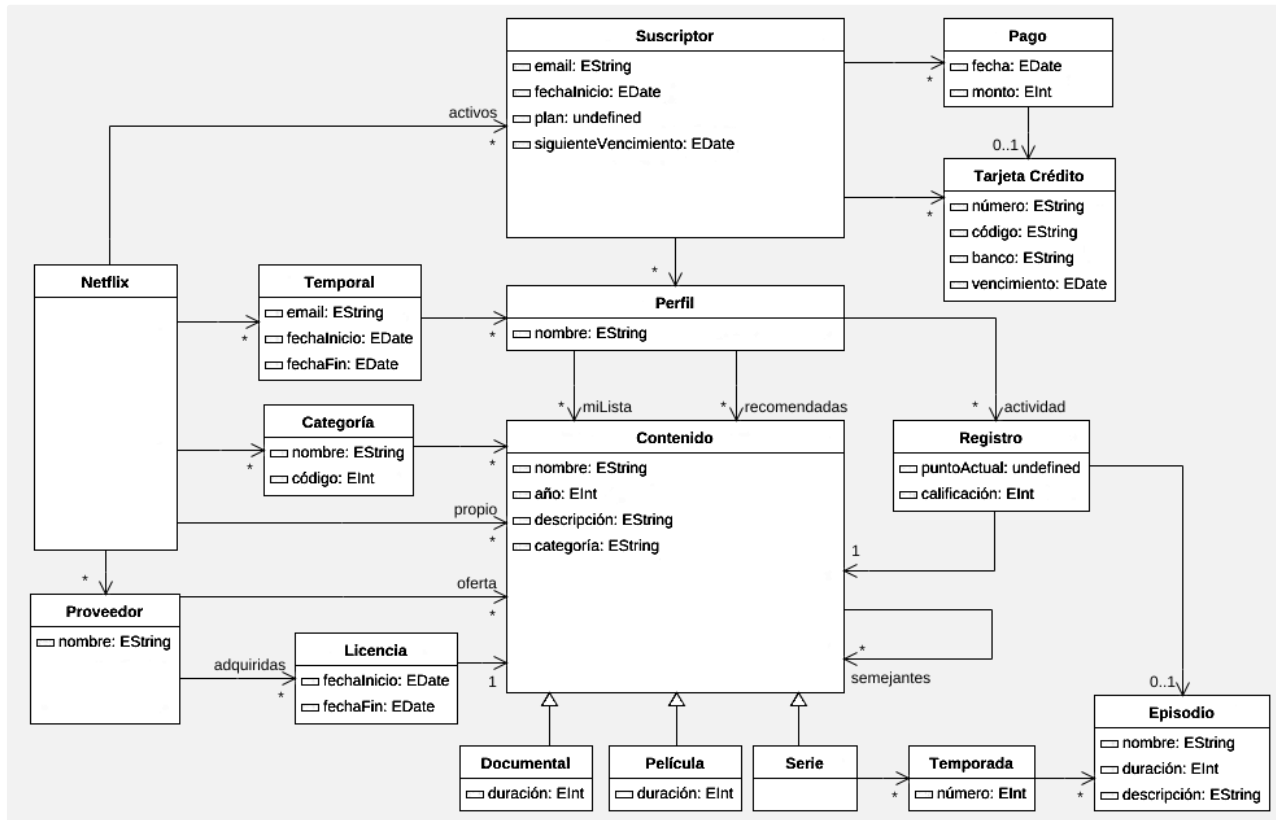 Suscriptor
email: EString
fechaInicio: EDate
plan: undefined
siguienteVencimiento: EDate
Pago
fecha: EDate
monto: EInt
*
activos
*
0..1
Tarjeta Crédito
número: EString
código: EString
banco: EString
vencimiento: EDate
*
*
Netflix
Temporal
email: EString
fechaInicio: EDate
fechaFin: EDate
*
Perfil
nombre: EString
*
* miLista
* recomendadas
* actividad
Categoría
nombre: EString
código: EInt
*
Contenido
nombre: EString
año: EInt
descripción: EString
categoría: EString
*
Registro
puntoActual: undefined
calificación: EInt
propio
*
1
*
Proveedor
nombre: EString
oferta
*
adquiridas
*
Licencia
fechaInicio: EDate
fechaFin: EDate
1
*
semejantes
0..1
Episodio
nombre: EString
duración: EInt
descripción: EString
Documental
duración: EInt
Película
duración: EInt
Serie
*
Temporada
número: EInt
*